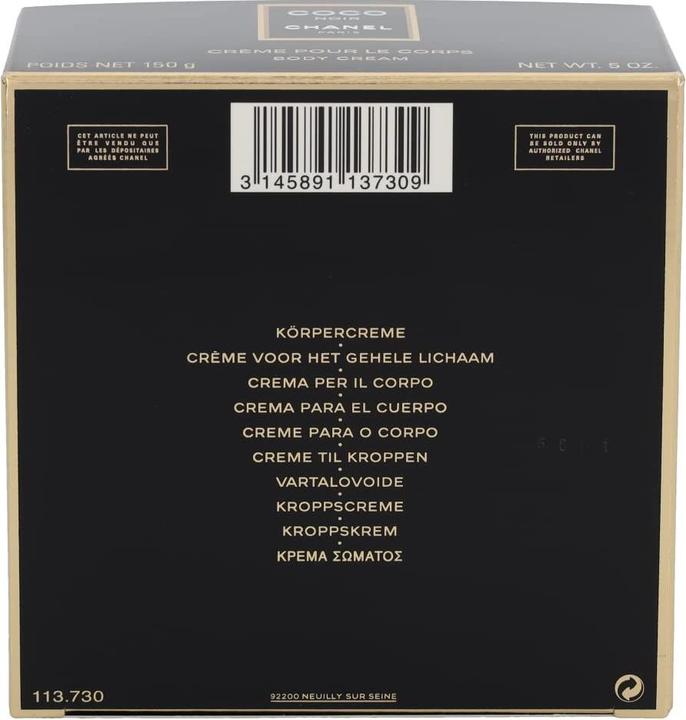 COCO
NOIR
CHANEL
PARIS
CRÈME POUR LE CORPS
BODY CREAM
POIDS NET 150 g
NET WT. 5 OZ.
CET ARTICLE NE PEUT
ÊTRE VENDU QUE
PAR LES DÉPOSITAIRES
AGRÉÉS CHANEL
3 145891 137309
THIS PRODUCT CAN
BE SOLD ONLY BY
AUTHORIZED CHANEL
RETAILERS
KÖRPERCREME
CRÈME VOOR HET GEHELE LICHAAM
CREMA PER IL CORPO
CREMA PARA EL CUERPO
CREME PARA O CORPO
CREME TIL KROPPEN
VARTALOVOIDE
KROPPSCREME
KROPPSKREM
ΚΡΕΜΑ ΣΩΜΑΤΟΣ
113.730
92200 NEUILLY SUR SEINE